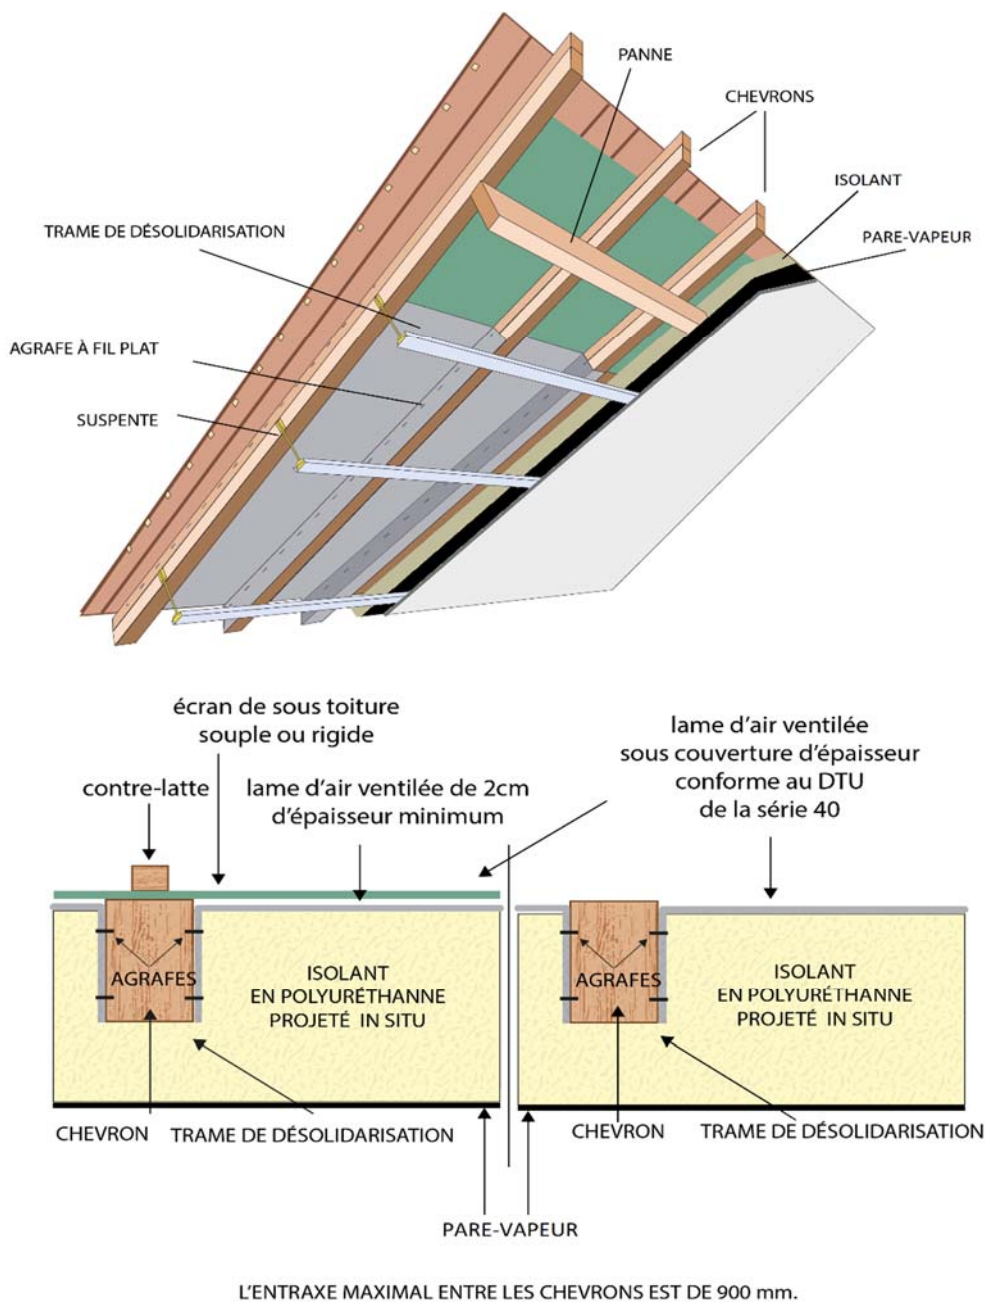 PANNE
CHEVRONS
ISOLANT
TRAME DE DÉSOLIDARISATION
PARE-VAPEUR
AGRAFE À FIL PLAT
SUSPENTE
écran de sous toiture
souple ou rigide
lame d'air ventilée
sous couverture d'épaisseur
conforme au DTU
de la série 40
contre-latte
lame d'air ventilée de 2cm
d'épaisseur minimum
AGRAFES
ISOLANT
EN POLYURÉTHANNE
PROJETÉ IN SITU
AGRAFES
ISOLANT
EN POLYURÉTHANNE
PROJETÉ IN SITU
CHEVRON
TRAME DE DÉSOLIDARISATION
CHEVRON
TRAME DE DÉSOLIDARISATION
PARE-VAPEUR
L'ENTRAXE MAXIMAL ENTRE LES CHEVRONS EST DE 900 mm.